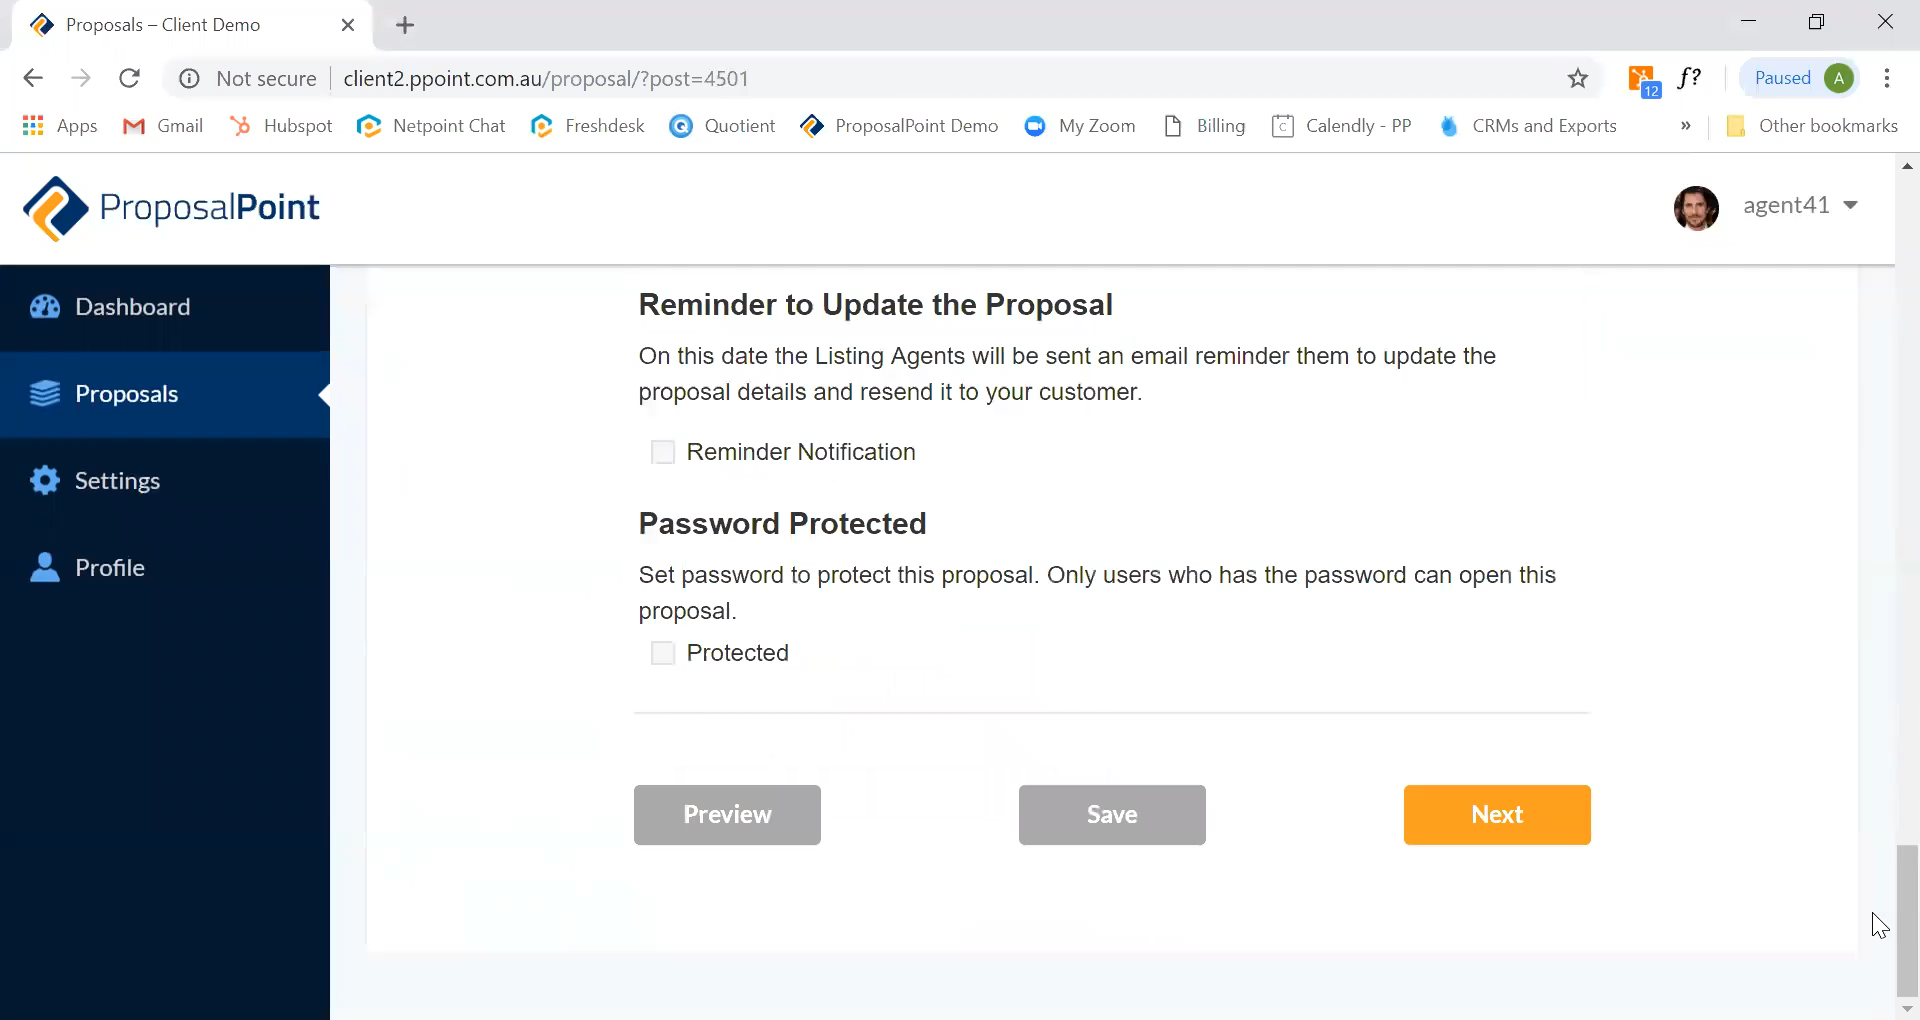 Proposals – Client Demo
Not secure client2.ppoint.com.au/proposal/?post=4501 12 f? Paused A
Apps Gmail Hubspot Netpoint Chat Freshdesk Quotient ProposalPoint Demo My Zoom Billing Calendly - PP CRMs and Exports » Other bookmarks
ProposalPoint
agent41
Dashboard
Proposals
Settings
Profile
Reminder to Update the Proposal
On this date the Listing Agents will be sent an email reminder them to update the
proposal details and resend it to your customer.
Reminder Notification
Password Protected
Set password to protect this proposal. Only users who has the password can open this
proposal.
Protected
Preview Save Next